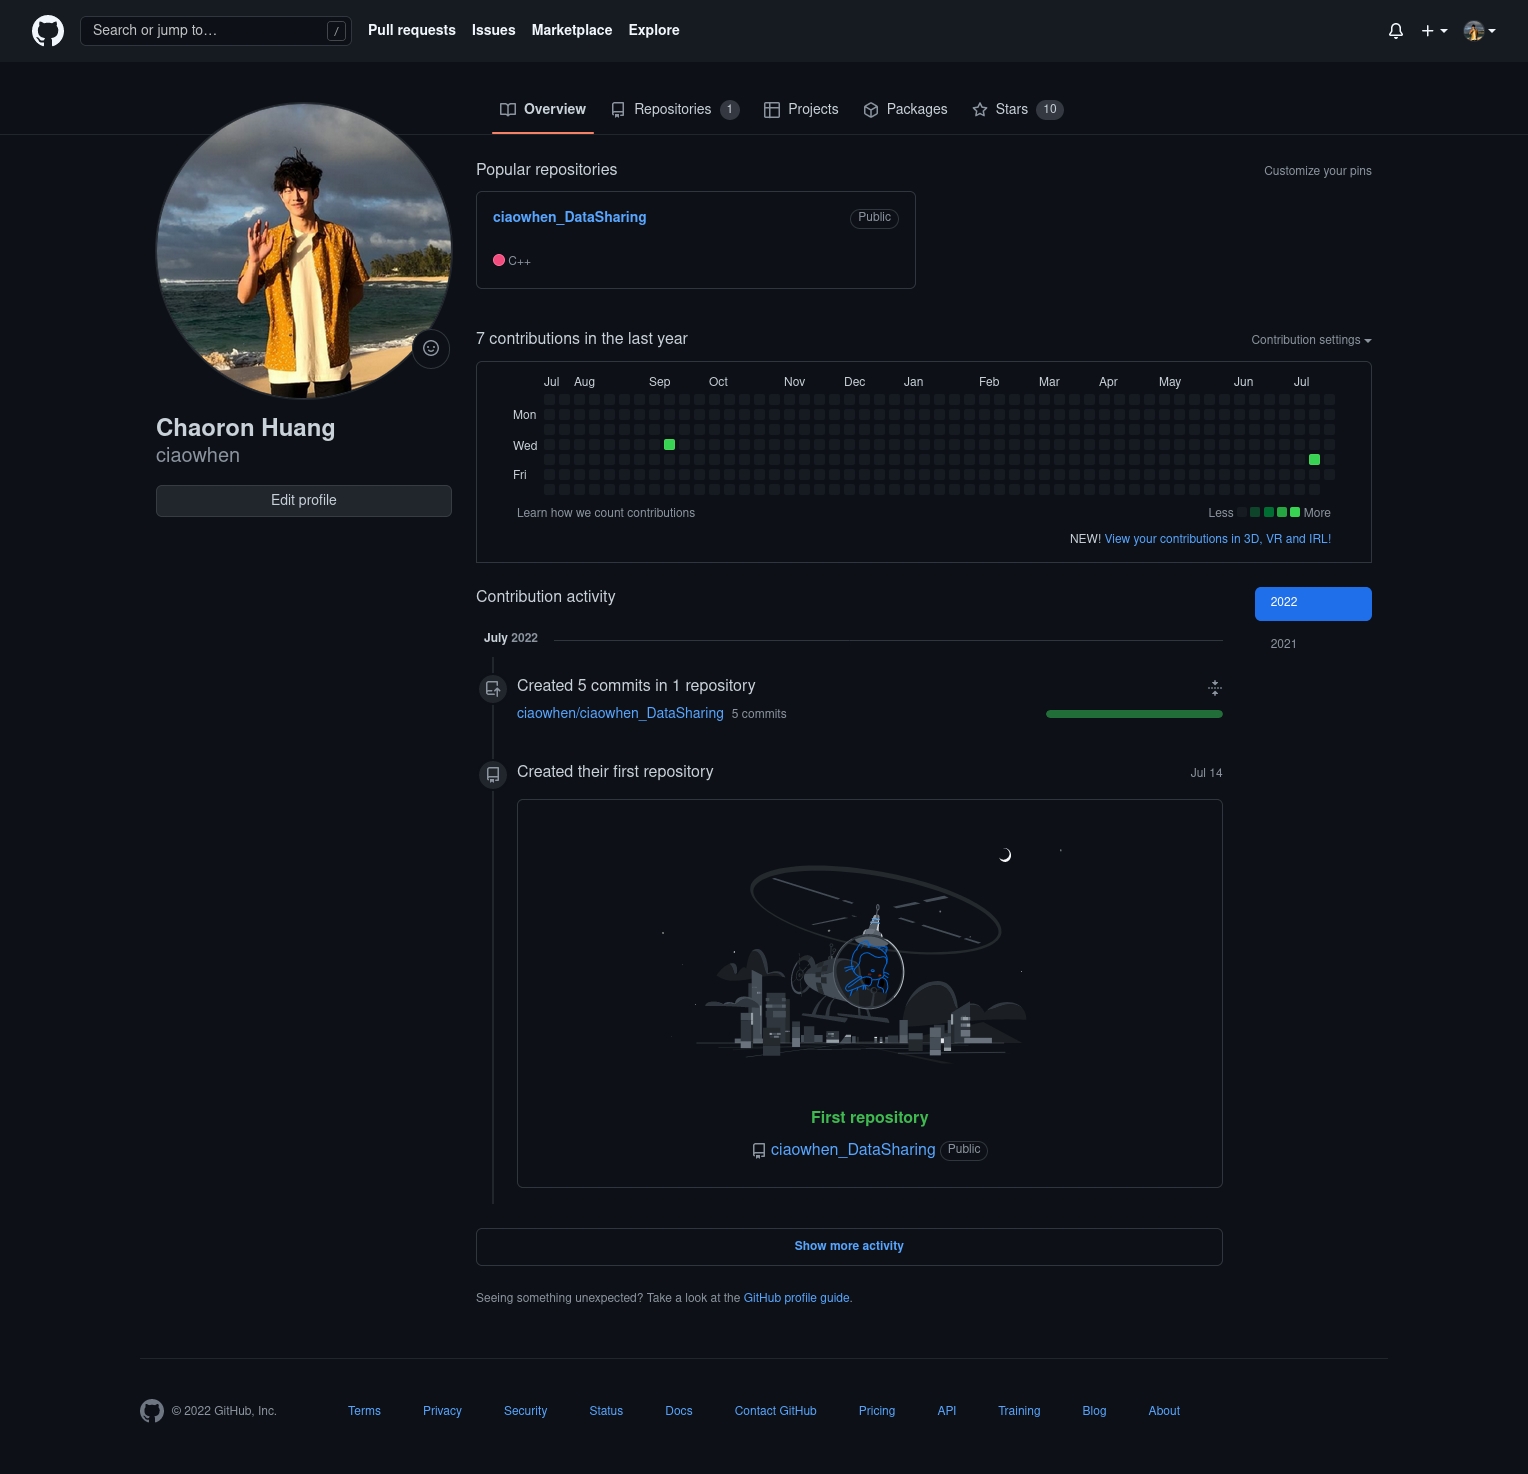 Search or jump to… /
Pull requests Issues Marketplace Explore
Overview Repositories 1 Projects Packages Stars 10
Chaoron Huang
ciaowhen
Edit profile
Popular repositories Customize your pins
ciaowhen_DataSharing Public
C++
7 contributions in the last year Contribution settings
Jul Aug Sep Oct Nov Dec Jan Feb Mar Apr May Jun Jul
Mon
Wed
Fri
Learn how we count contributions Less More
NEW! View your contributions in 3D, VR and IRL!
Contribution activity
2022
2021
July 2022
Created 5 commits in 1 repository
ciaowhen/ciaowhen_DataSharing 5 commits
Created their first repository Jul 14
First repository
ciaowhen_DataSharing Public
Show more activity
Seeing something unexpected? Take a look at the GitHub profile guide.
© 2022 GitHub, Inc. Terms Privacy Security Status Docs Contact GitHub Pricing API Training Blog About